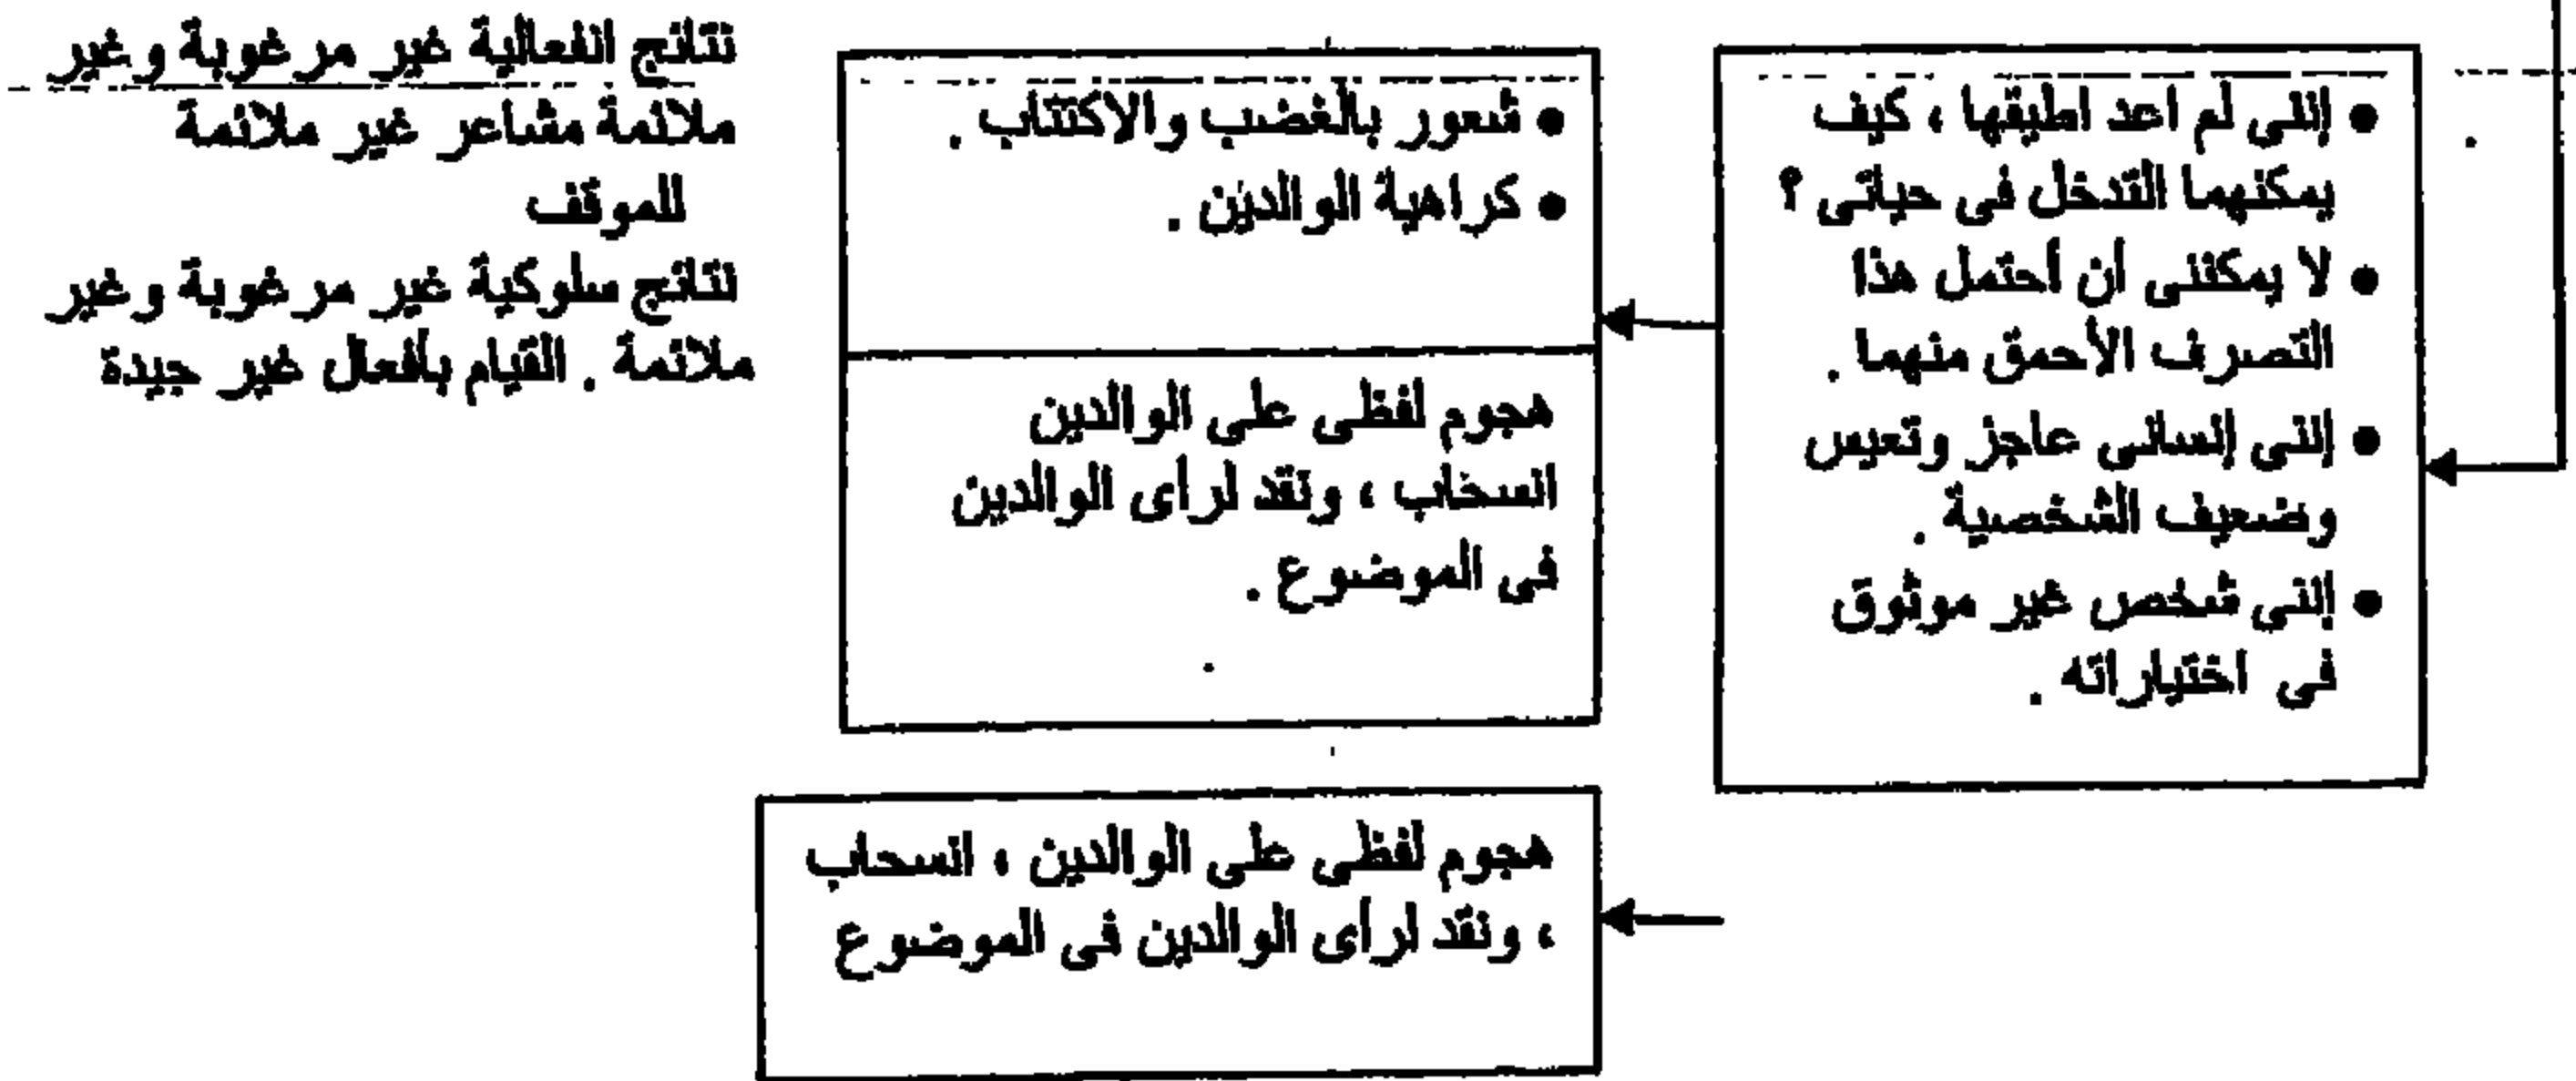 • إننى لم اعد اطيقها ، كيف
يمكنهما التدخل فى حياتى ؟
• لا يمكننى أن أحتمل هذا
التصرف الأحمق منهما .
• إننى إنسانى عاجز وتعيس
وضعيف الشخصية .
• إننى شخص غير موثوق
فى اختياراته .
• شعور بالغضب والاكتئاب .
• كراهية الوالدين .
هجوم لفظى على الوالدين
انسحاب ، ونقد لرأى الوالدين
فى الموضوع .
هجوم لفظى على الوالدين ، انسحاب
، ونقد لرأى الوالدين فى الموضوع
نتائج انفعالية غير مرغوبة وغير
ملائمة مشاعر غير ملائمة
للموقف
نتائج سلوكية غير مرغوبة وغير
ملائمة . القيام بأفعال غير جيدة